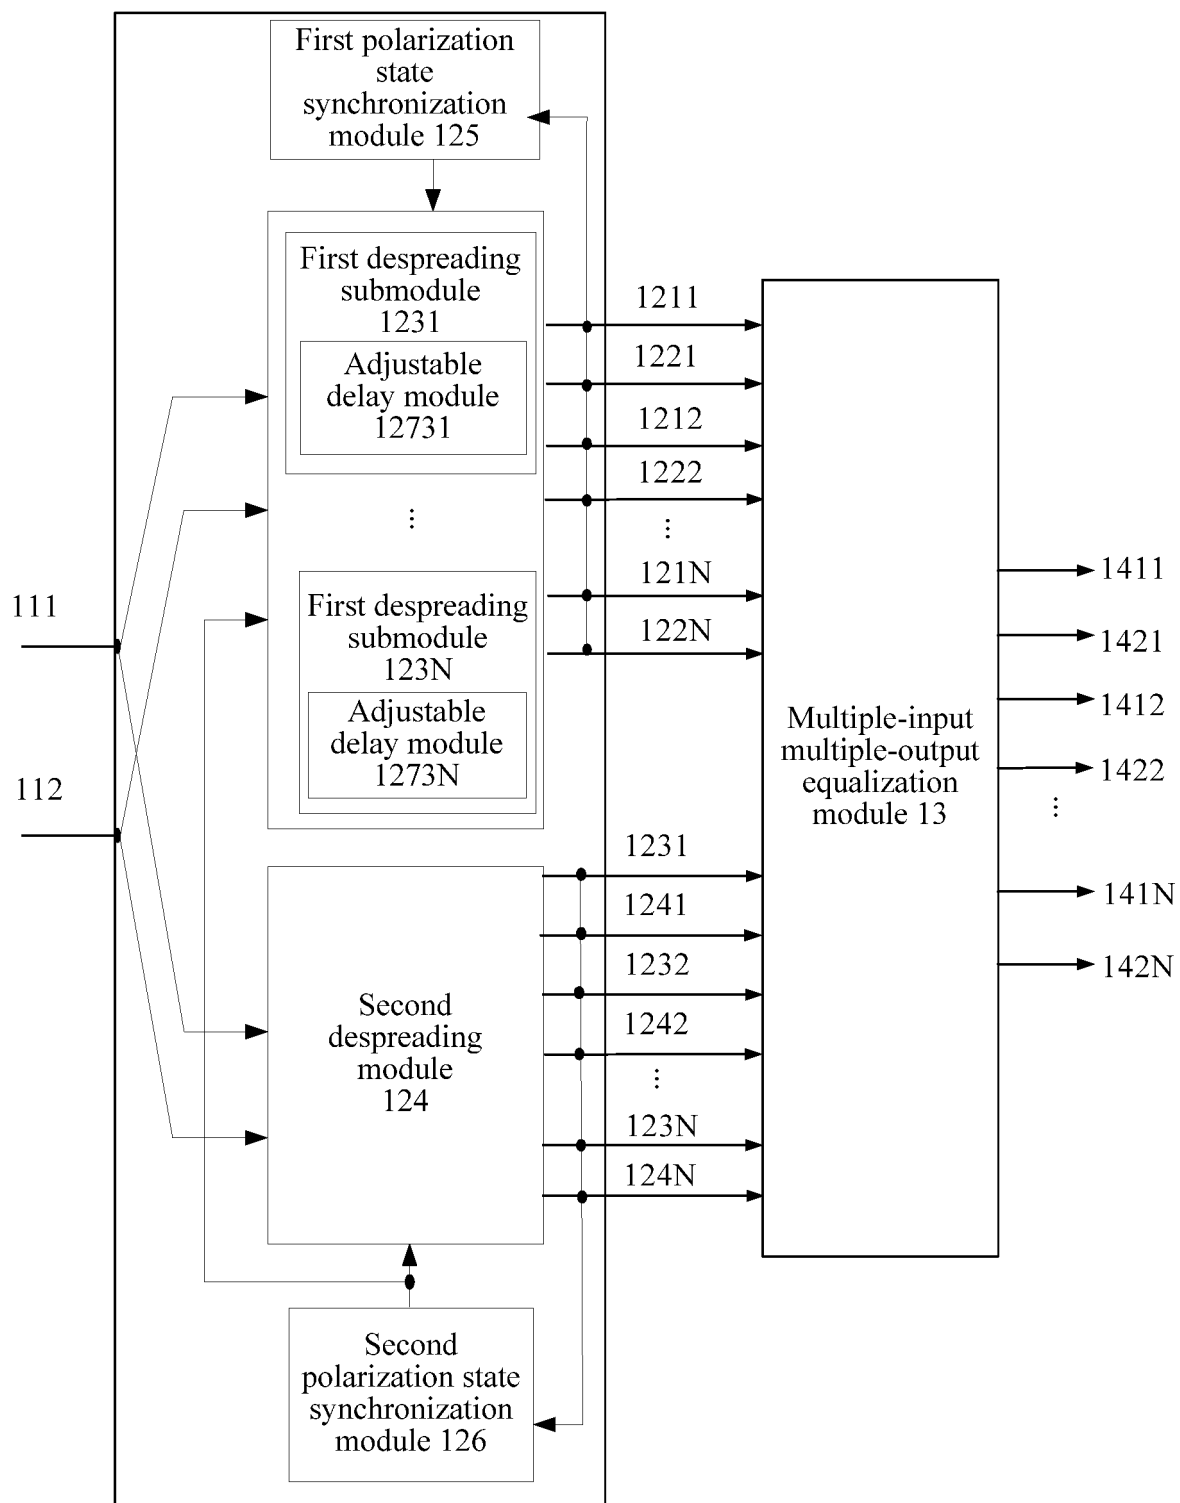 First polarization
state
synchronization
module 125
First despreading
submodule
1231
Adjustable
delay module
12731
⋮
First despreading
submodule
123N
Adjustable
delay module
1273N
111
112
Second
despreading
module
124
Second
polarization state
synchronization
module 126
1211
1221
1212
1222
⋮
121N
122N
1231
1241
1232
1242
⋮
123N
124N
Multiple-input
multiple-output
equalization
module 13
1411
1421
1412
1422
⋮
141N
142N